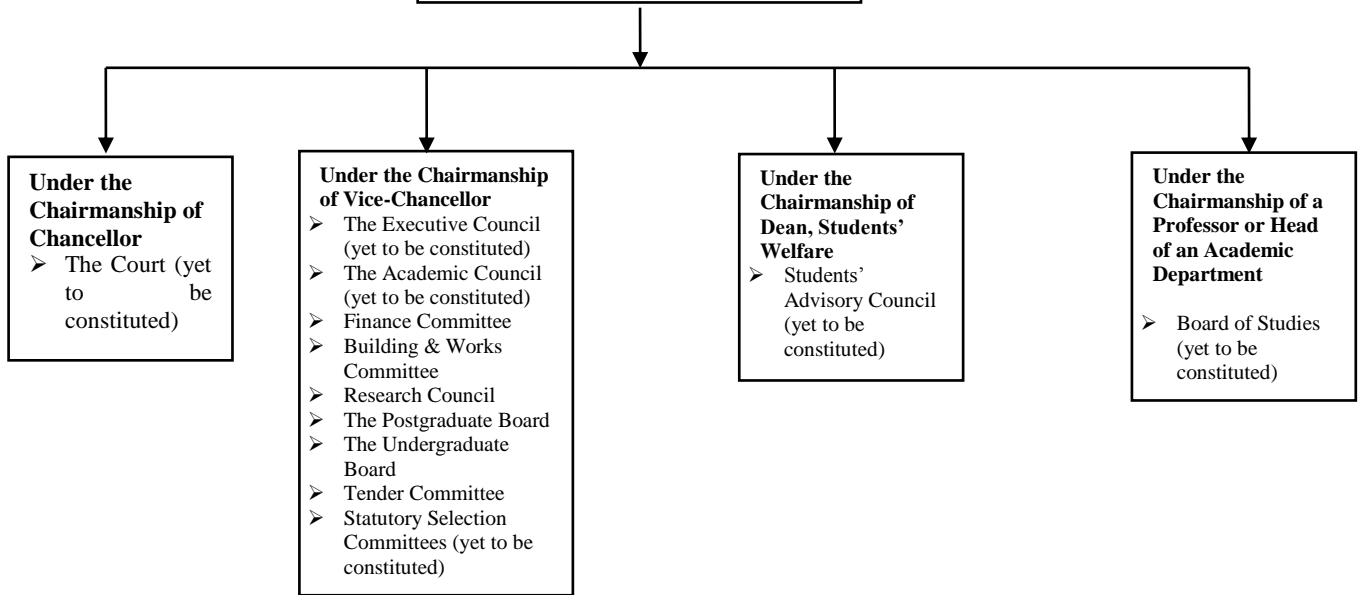 Under the
Chairmanship of
Chancellor
➢ The Court (yet
to be
constituted)
Under the Chairmanship
of Vice-Chancellor
➢ The Executive Council
(yet to be constituted)
➢ The Academic Council
(yet to be constituted)
➢ Finance Committee
➢ Building & Works
Committee
➢ Research Council
➢ The Postgraduate Board
➢ The Undergraduate
Board
➢ Tender Committee
➢ Statutory Selection
Committees (yet to be
constituted)
Under the
Chairmanship of
Dean, Students’
Welfare
➢ Students’
Advisory Council
(yet to be
constituted)
Under the
Chairmanship of a
Professor or Head
of an Academic
Department
➢ Board of Studies
(yet to be
constituted)